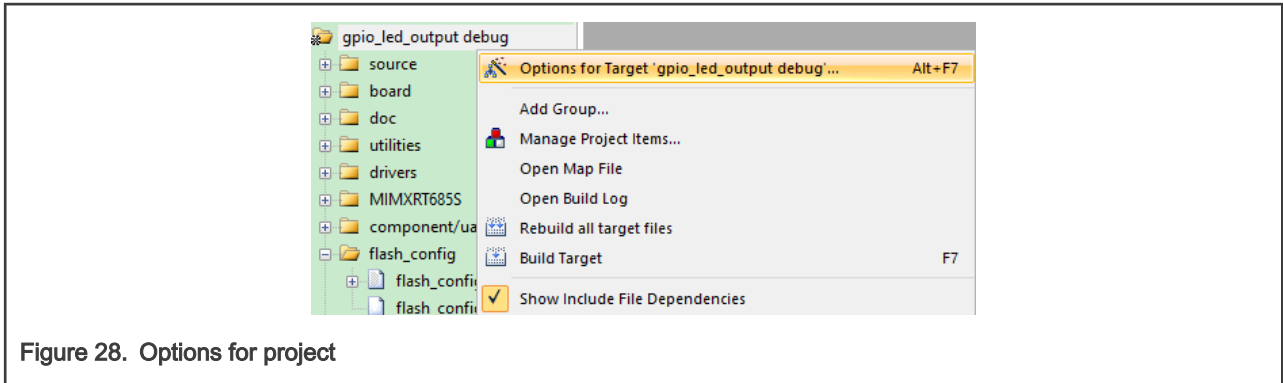 gpio_led_output debug
source
Options for Target 'gpio_led_output debug'... Alt+F7
board
doc
Add Group...
utilities
Manage Project Items...
drivers
Open Map File
MIMXRT685S
Open Build Log
component/ua
Rebuild all target files
flash_config
Build Target F7
flash_confi
Show Include File Dependencies
flash_confi
Figure 28. Options for project